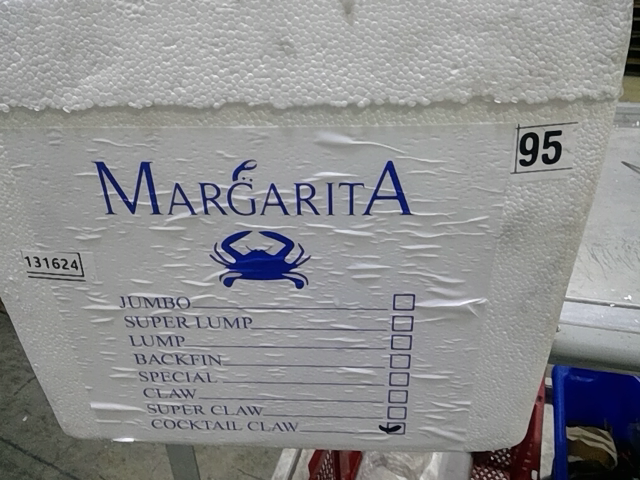 MARGARITA
95
131624
JUMBO
SUPER LUMP
LUMP
BACKFIN
SPECIAL
CLAW
SUPER CLAW
COCKTAIL CLAW